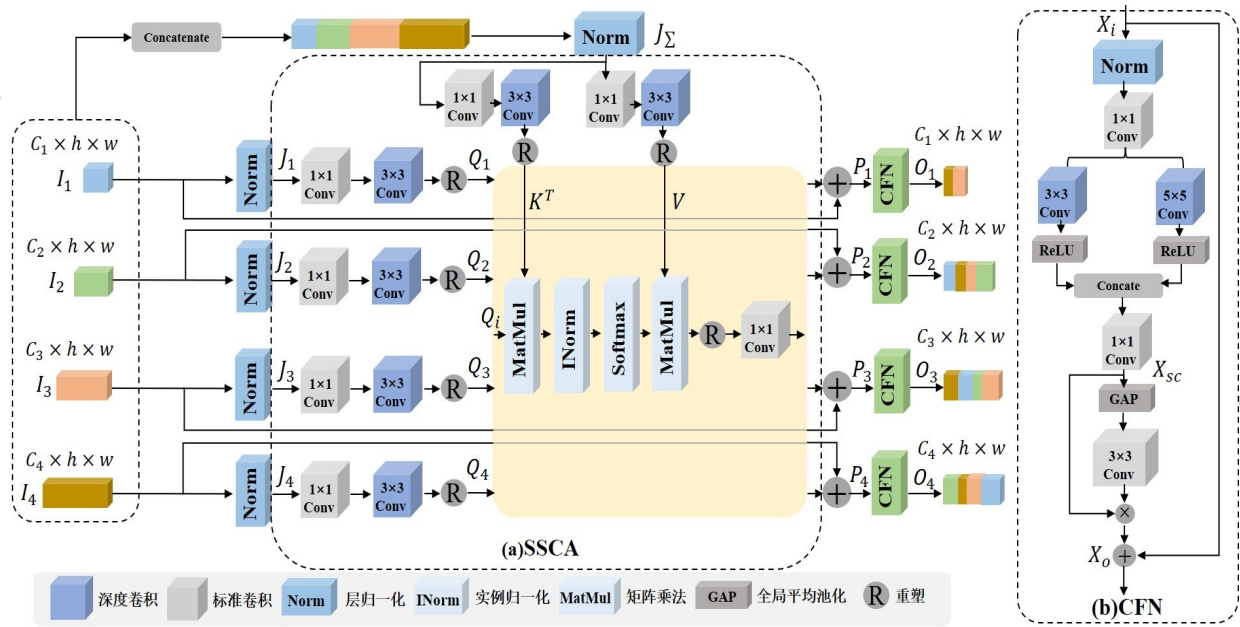 Concatenate
Norm
J_Σ
1×1
Conv
3×3
Conv
1×1
Conv
3×3
Conv
R
R
K^T
V
C_1 × h × w
I_1
Norm
J_1
1×1
Conv
3×3
Conv
R
Q_1
+
P_1
CFN
O_1
C_1 × h × w
C_2 × h × w
I_2
Norm
J_2
1×1
Conv
3×3
Conv
R
Q_2
+
P_2
CFN
O_2
C_2 × h × w
Q_i
MatMul
INorm
Softmax
MatMul
R
1×1
Conv
C_3 × h × w
I_3
Norm
J_3
1×1
Conv
3×3
Conv
R
Q_3
+
P_3
CFN
O_3
C_3 × h × w
C_4 × h × w
I_4
Norm
J_4
1×1
Conv
3×3
Conv
R
Q_4
+
P_4
CFN
O_4
C_4 × h × w
(a)SSCA
X_i
Norm
1×1
Conv
3×3
Conv
5×5
Conv
ReLU
ReLU
Concate
1×1
Conv
X_sc
GAP
3×3
Conv
×
X_o
+
(b)CFN
深度卷积
标准卷积
Norm 层归一化
INorm 实例归一化
MatMul 矩阵乘法
GAP 全局平均池化
R 重塑